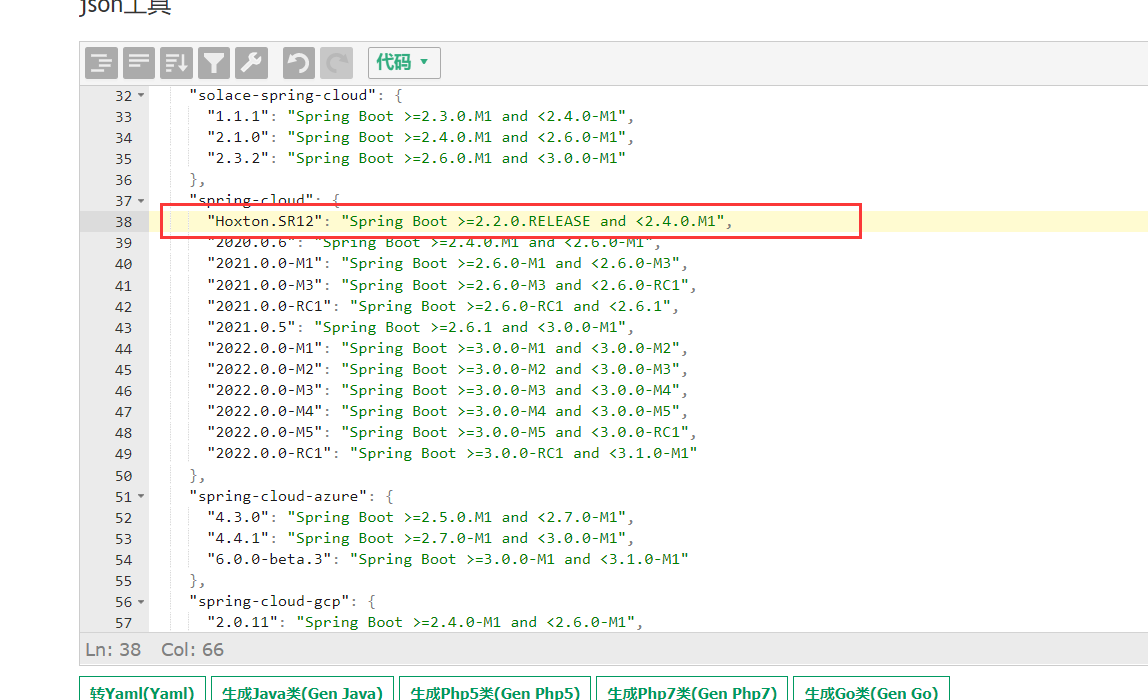 json工具
代码
32 "solace-spring-cloud": {
33 "1.1.1": "Spring Boot >=2.3.0.M1 and <2.4.0-M1",
34 "2.1.0": "Spring Boot >=2.4.0.M1 and <2.6.0-M1",
35 "2.3.2": "Spring Boot >=2.6.0.M1 and <3.0.0-M1"
36 },
37 "spring-cloud": {
38 "Hoxton.SR12": "Spring Boot >=2.2.0.RELEASE and <2.4.0.M1",
39 "2020.0.6": "Spring Boot >=2.4.0.M1 and <2.6.0-M1",
40 "2021.0.0-M1": "Spring Boot >=2.6.0-M1 and <2.6.0-M3",
41 "2021.0.0-M3": "Spring Boot >=2.6.0-M3 and <2.6.0-RC1",
42 "2021.0.0-RC1": "Spring Boot >=2.6.0-RC1 and <2.6.1",
43 "2021.0.5": "Spring Boot >=2.6.1 and <3.0.0-M1",
44 "2022.0.0-M1": "Spring Boot >=3.0.0-M1 and <3.0.0-M2",
45 "2022.0.0-M2": "Spring Boot >=3.0.0-M2 and <3.0.0-M3",
46 "2022.0.0-M3": "Spring Boot >=3.0.0-M3 and <3.0.0-M4",
47 "2022.0.0-M4": "Spring Boot >=3.0.0-M4 and <3.0.0-M5",
48 "2022.0.0-M5": "Spring Boot >=3.0.0-M5 and <3.0.0-RC1",
49 "2022.0.0-RC1": "Spring Boot >=3.0.0-RC1 and <3.1.0-M1"
50 },
51 "spring-cloud-azure": {
52 "4.3.0": "Spring Boot >=2.5.0.M1 and <2.7.0-M1",
53 "4.4.1": "Spring Boot >=2.7.0-M1 and <3.0.0-M1",
54 "6.0.0-beta.3": "Spring Boot >=3.0.0-M1 and <3.1.0-M1"
55 },
56 "spring-cloud-gcp": {
57 "2.0.11": "Spring Boot >=2.4.0-M1 and <2.6.0-M1",
Ln: 38 Col: 66
转Yaml(Yaml) 生成Java类(Gen Java) 生成Php5类(Gen Php5) 生成Php7类(Gen Php7) 生成Go类(Gen Go)